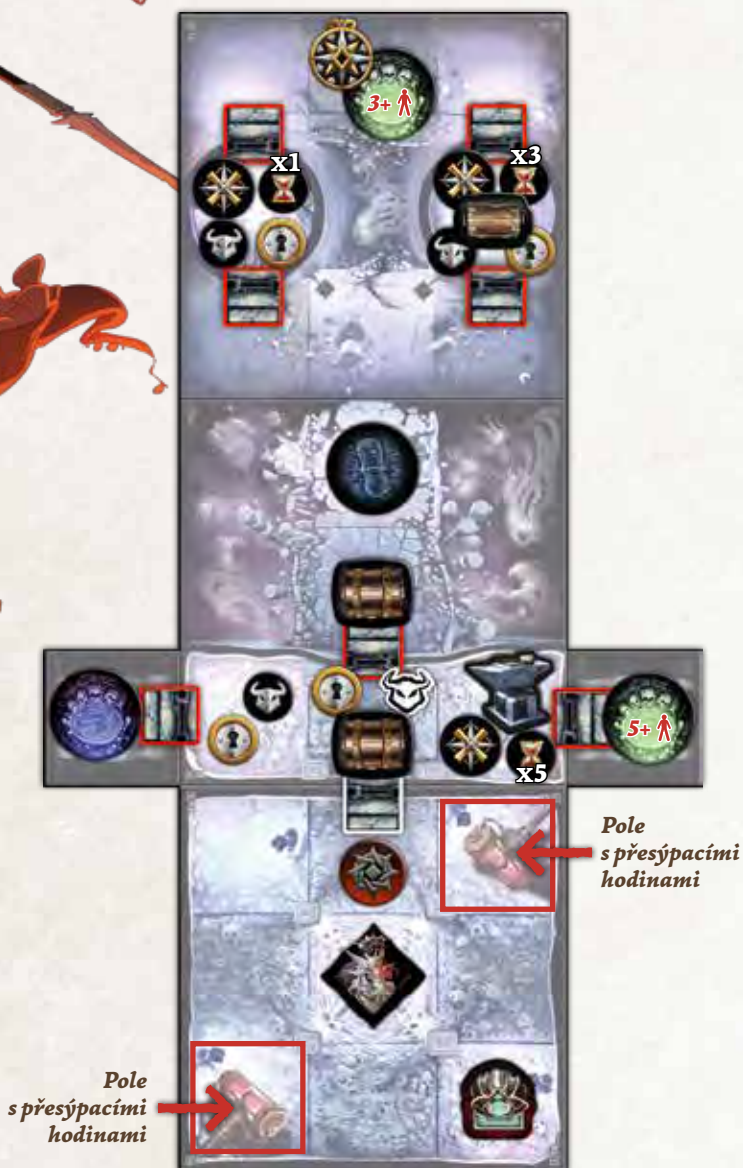 3+
x1
x3
5+
x5
Pole
s přesýpacími
hodinami
Pole
s přesýpacími
hodinami